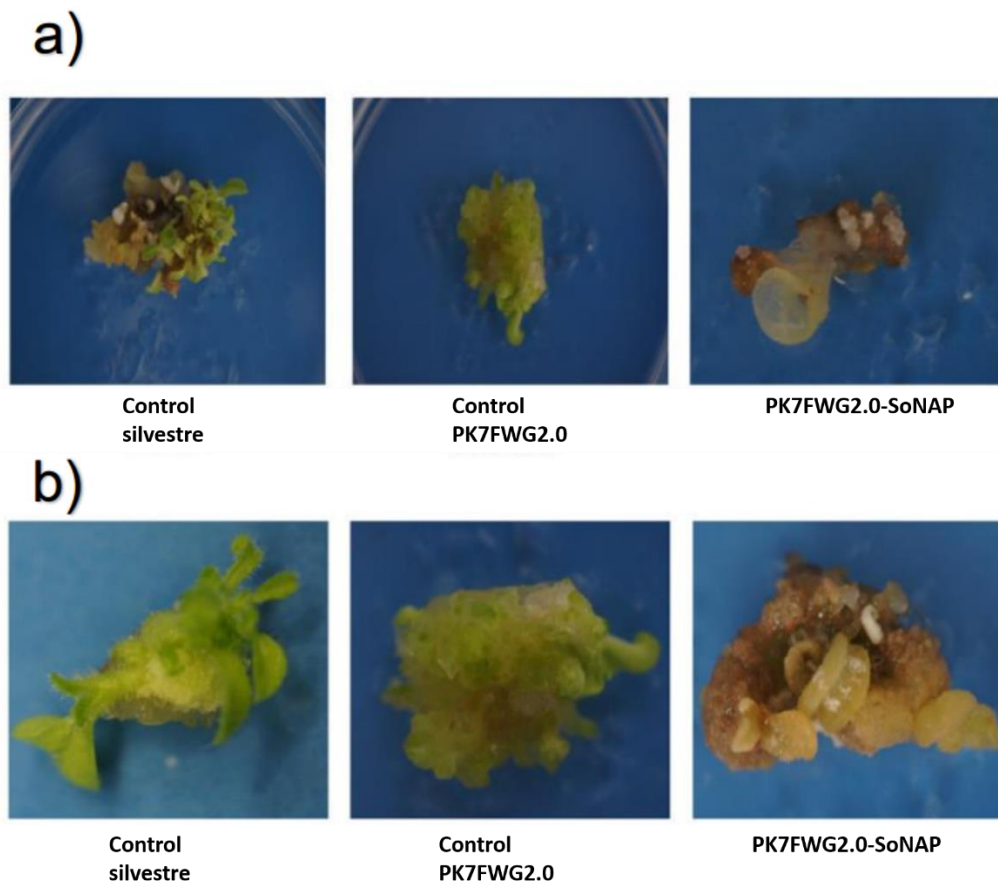 a)
Control
silvestre
Control
PK7FWG2.0
PK7FWG2.0-SoNAP
b)
Control
silvestre
Control
PK7FWG2.0
PK7FWG2.0-SoNAP